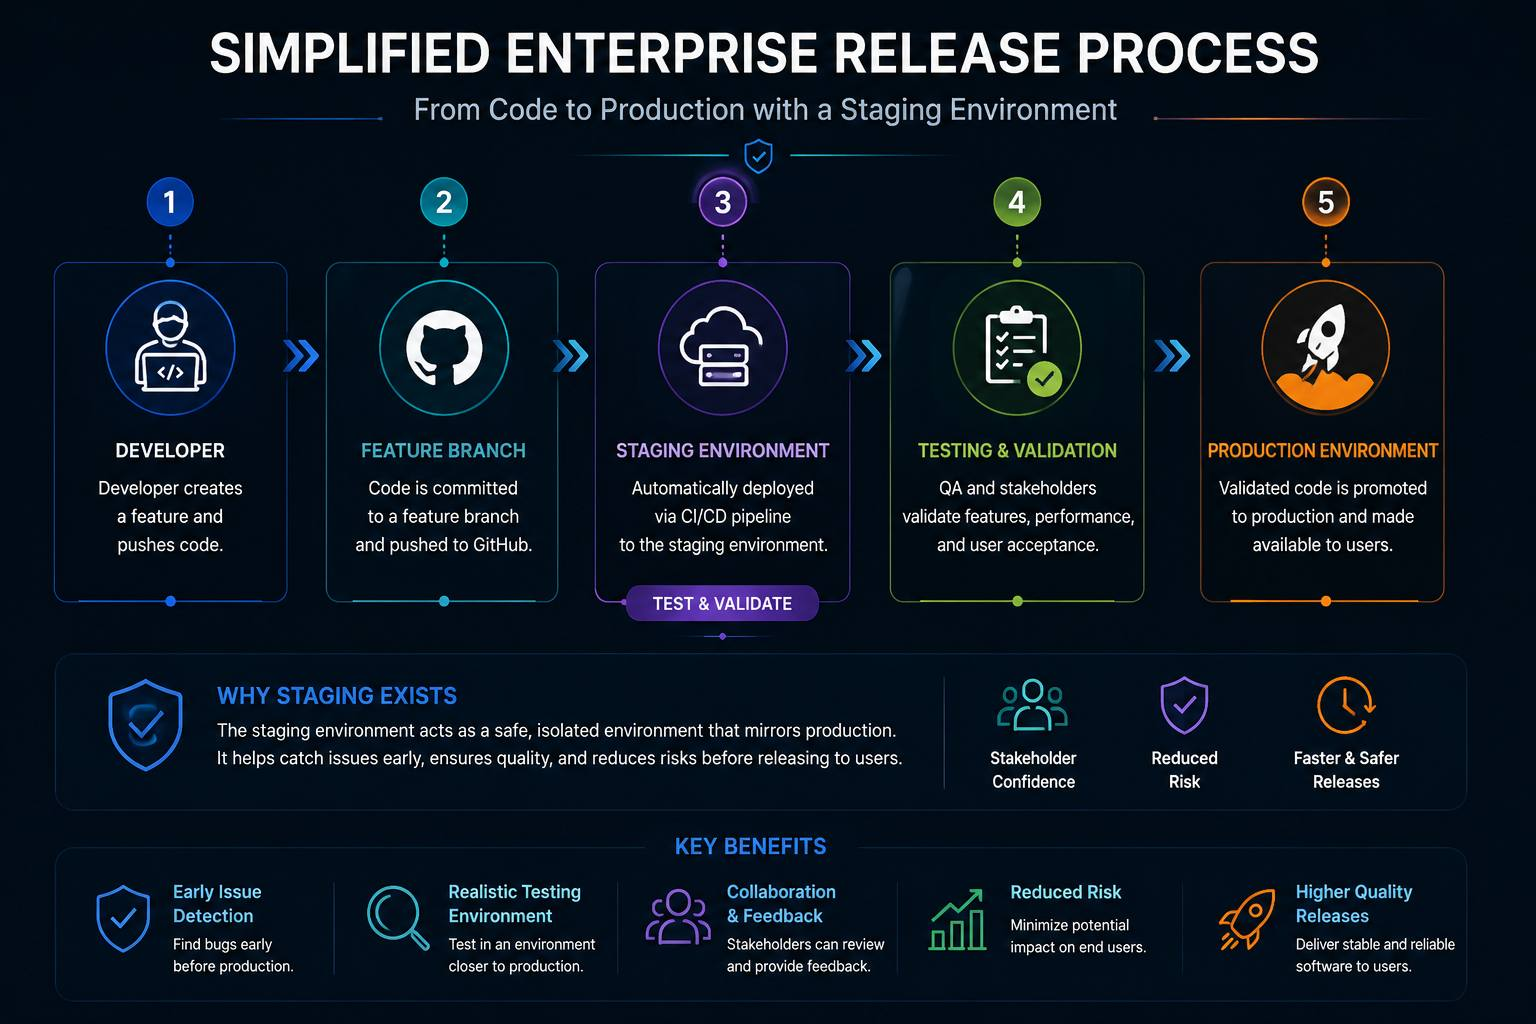 SIMPLIFIED ENTERPRISE RELEASE PROCESS
From Code to Production with a Staging Environment
1
2
3
4
5
</>
DEVELOPER
Developer creates
a feature and
pushes code.
FEATURE BRANCH
Code is committed
to a feature branch
and pushed to GitHub.
STAGING ENVIRONMENT
Automatically deployed
via CI/CD pipeline
to the staging environment.
TEST & VALIDATE
TESTING & VALIDATION
QA and stakeholders
validate features, performance,
and user acceptance.
PRODUCTION ENVIRONMENT
Validated code is promoted
to production and made
available to users.
WHY STAGING EXISTS
The staging environment acts as a safe, isolated environment that mirrors production.
It helps catch issues early, ensures quality, and reduces risks before releasing to users.
Stakeholder
Confidence
Reduced
Risk
Faster & Safer
Releases
KEY BENEFITS
Early Issue
Detection
Find bugs early
before production.
Realistic Testing
Environment
Test in an environment
closer to production.
Collaboration
& Feedback
Stakeholders can review
and provide feedback.
Reduced Risk
Minimize potential
impact on end users.
Higher Quality
Releases
Deliver stable and reliable
software to users.